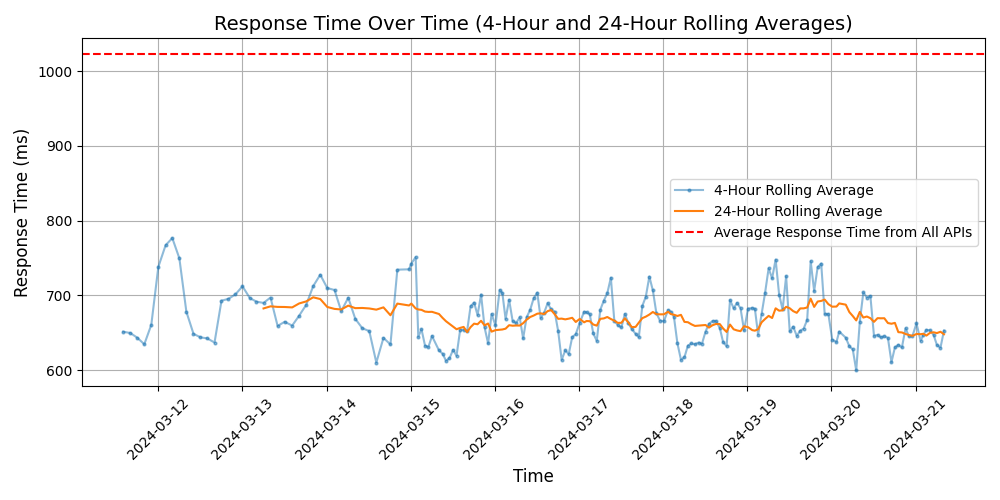 Response Time Over Time (4-Hour and 24-Hour Rolling Averages)
Response Time (ms)
1000
900
800
700
600
4-Hour Rolling Average
24-Hour Rolling Average
Average Response Time from All APIs
2024-03-12
2024-03-13
2024-03-14
2024-03-15
2024-03-16
2024-03-17
2024-03-18
2024-03-19
2024-03-20
2024-03-21
Time